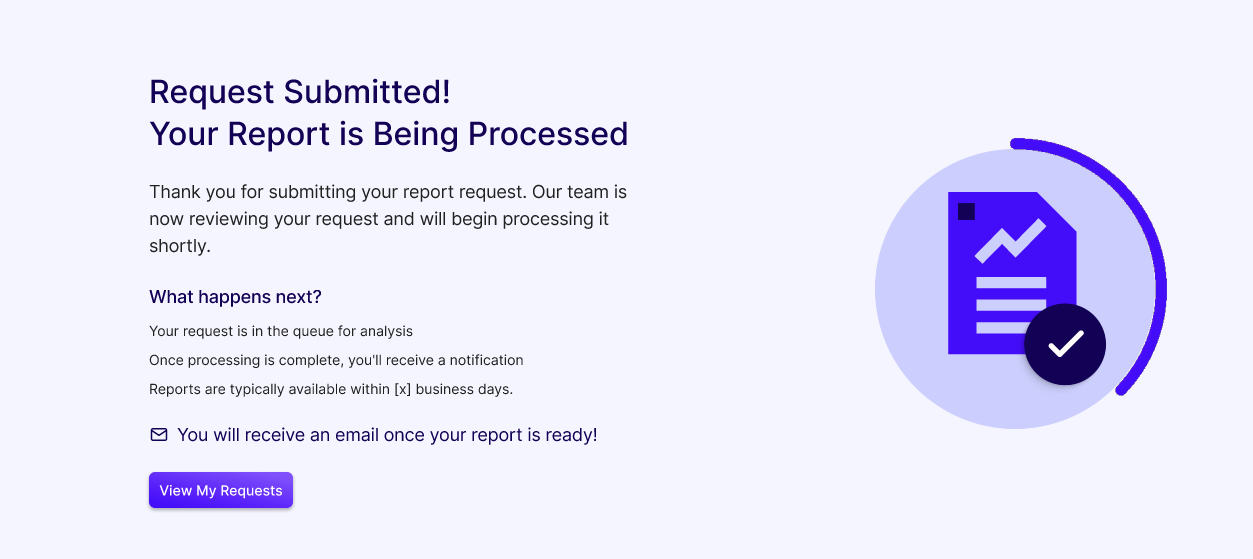 Request Submitted!
Your Report is Being Processed
Thank you for submitting your report request. Our team is
now reviewing your request and will begin processing it
shortly.
What happens next?
Your request is in the queue for analysis
Once processing is complete, you'll receive a notification
Reports are typically available within [x] business days.
You will receive an email once your report is ready!
View My Requests